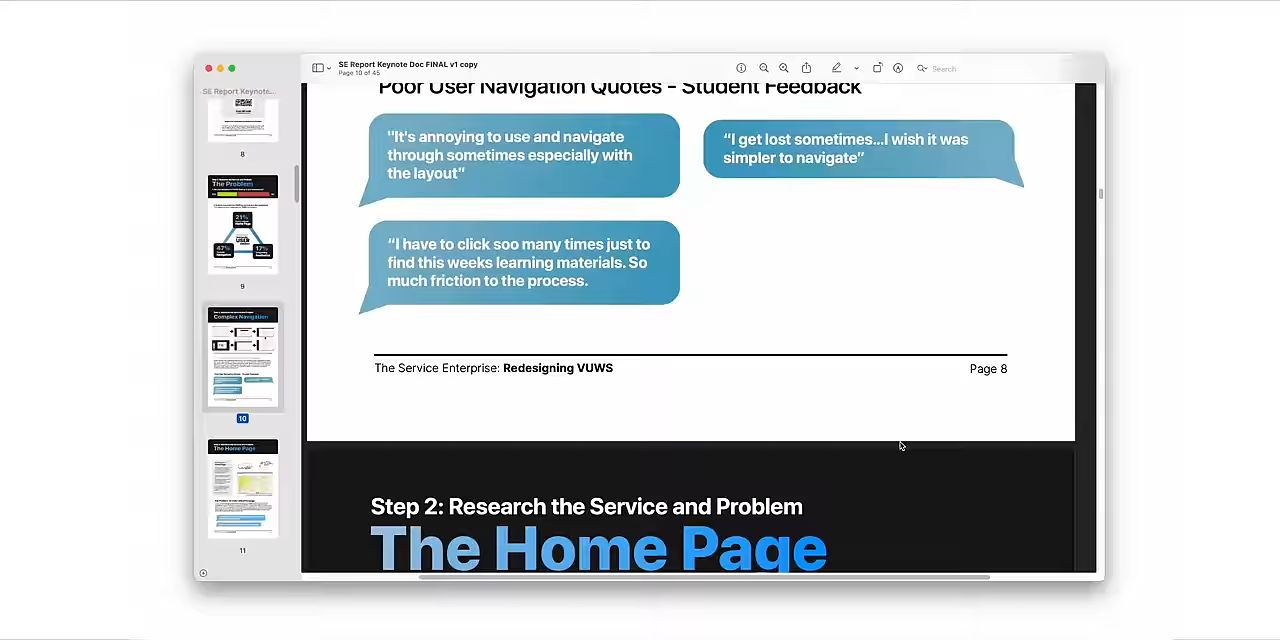 SE Report Keynote Doc FINAL v1 copy
Page 10 of 45
Search
SE Report Keynote...
8
The Problem
21%
47%
17%
USER
9
Complex Navigation
10
The Home Page
11
Poor User Navigation Quotes - Student Feedback
"It's annoying to use and navigate
through sometimes especially with
the layout"
“I get lost sometimes...I wish it was
simpler to navigate”
“I have to click soo many times just to
find this weeks learning materials. So
much friction to the process.
The Service Enterprise: Redesigning VUWS
Page 8
Step 2: Research the Service and Problem
The Home Page